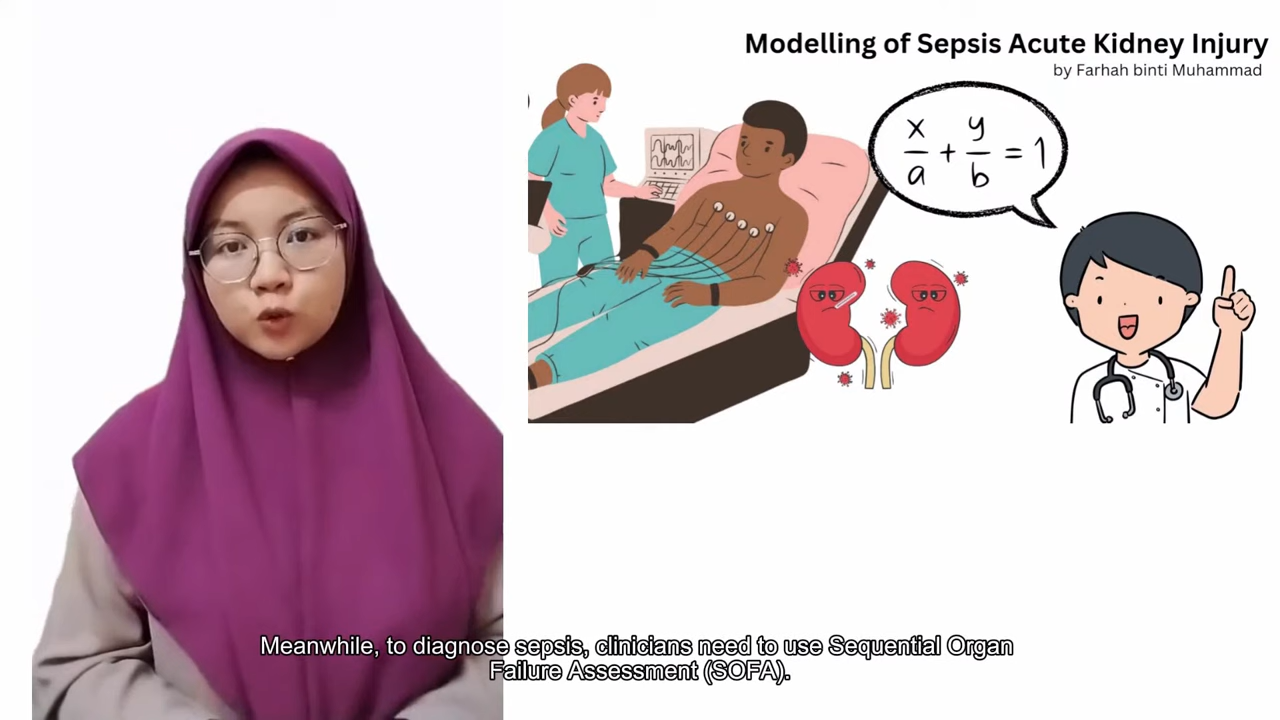 Modelling of Sepsis Acute Kidney Injury
by Farhah binti Muhammad
x/a + y/b = 1
Meanwhile, to diagnose sepsis, clinicians need to use Sequential Organ
Failure Assessment (SOFA).